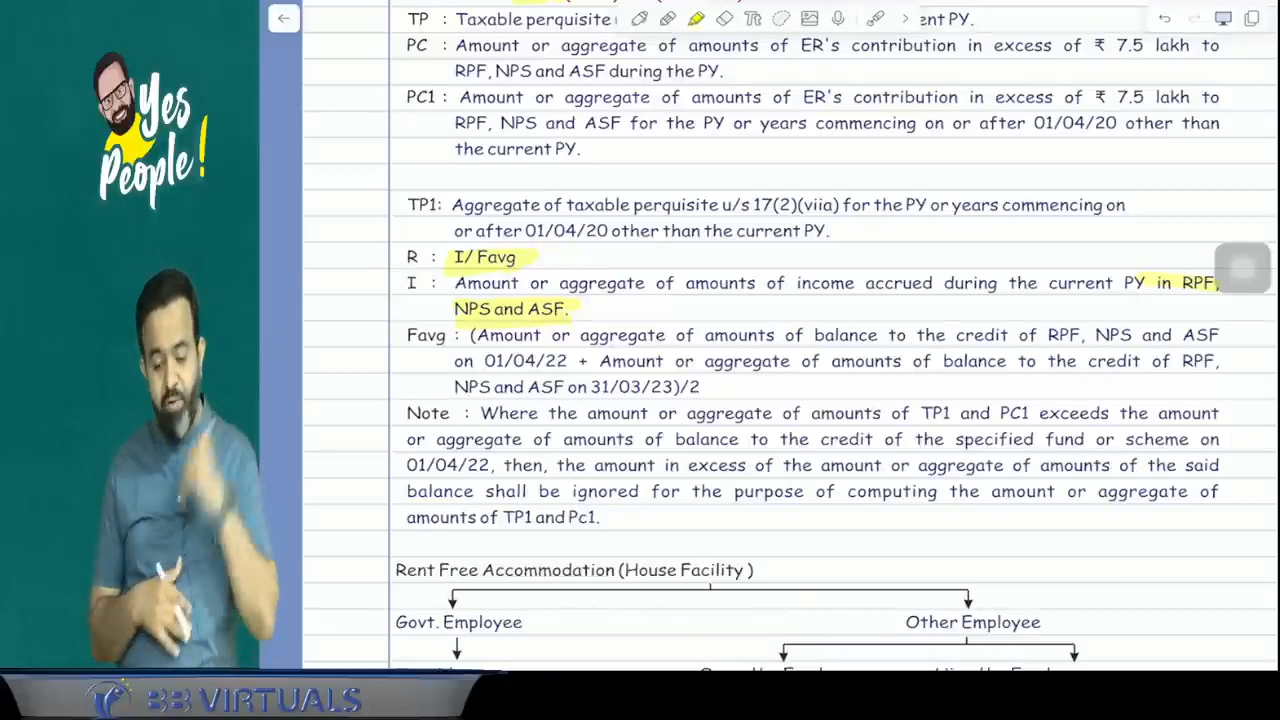 Yes
People!
TP : Taxable perquisite
ent PY.
PC : Amount or aggregate of amounts of ER's contribution in excess of ₹ 7.5 lakh to
RPF, NPS and ASF during the PY.
PC1 : Amount or aggregate of amounts of ER's contribution in excess of ₹ 7.5 lakh to
RPF, NPS and ASF for the PY or years commencing on or after 01/04/20 other than
the current PY.
TP1: Aggregate of taxable perquisite u/s 17(2)(viia) for the PY or years commencing on
or after 01/04/20 other than the current PY.
R : I/ Favg
I : Amount or aggregate of amounts of income accrued during the current PY in RPF,
NPS and ASF.
Favg : (Amount or aggregate of amounts of balance to the credit of RPF, NPS and ASF
on 01/04/22 + Amount or aggregate of amounts of balance to the credit of RPF,
NPS and ASF on 31/03/23)/2
Note : Where the amount or aggregate of amounts of TP1 and PC1 exceeds the amount
or aggregate of amounts of balance to the credit of the specified fund or scheme on
01/04/22, then, the amount in excess of the amount or aggregate of amounts of the said
balance shall be ignored for the purpose of computing the amount or aggregate of
amounts of TP1 and Pc1.
Rent Free Accommodation (House Facility )
Govt. Employee
Other Employee
BB VIRTUALS